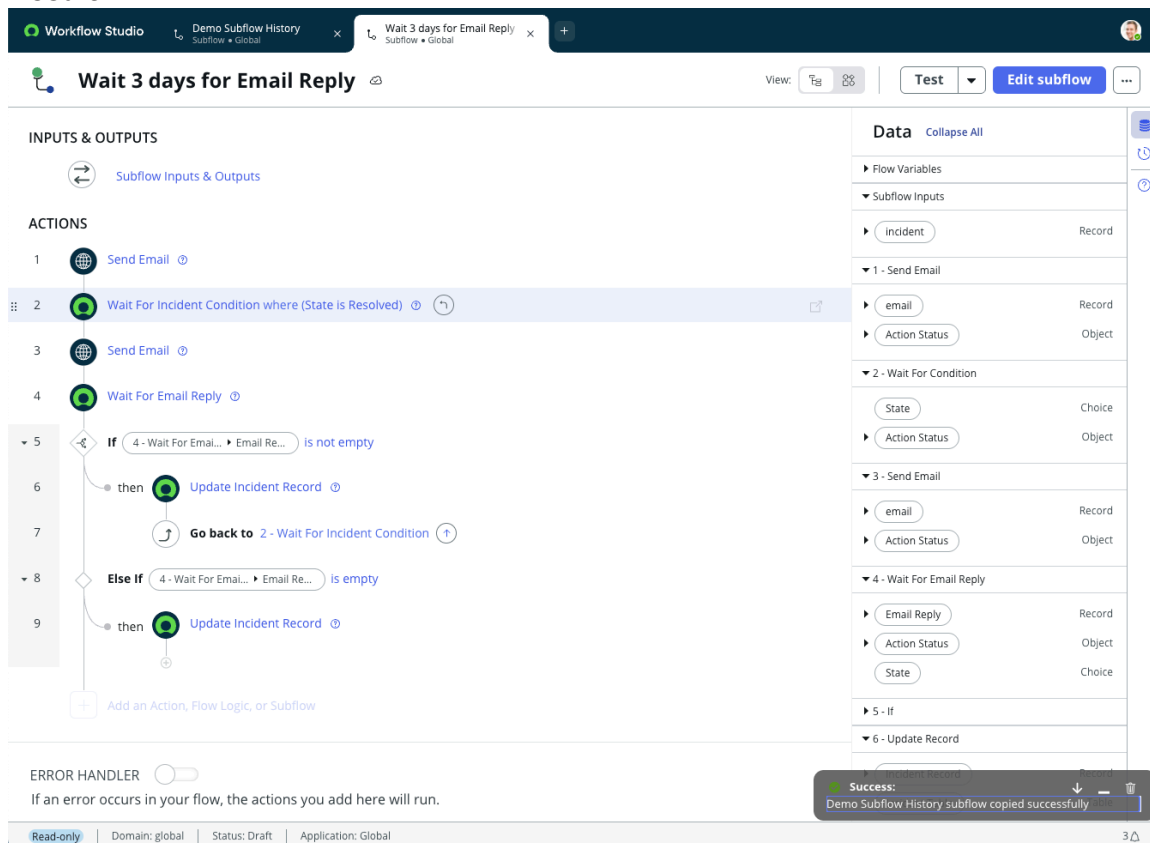 Workflow Studio
Demo Subflow History
Subflow • Global
Wait 3 days for Email Reply
Subflow • Global
Wait 3 days for Email Reply
View:
Test
Edit subflow
INPUTS & OUTPUTS
Subflow Inputs & Outputs
ACTIONS
1 Send Email
2 Wait For Incident Condition where (State is Resolved)
3 Send Email
4 Wait For Email Reply
5 If 4 - Wait For Emai... ▸ Email Re... is not empty
6 then Update Incident Record
7 Go back to 2 - Wait For Incident Condition
8 Else If 4 - Wait For Emai... ▸ Email Re... is empty
9 then Update Incident Record
Add an Action, Flow Logic, or Subflow
ERROR HANDLER
If an error occurs in your flow, the actions you add here will run.
Data Collapse All
Flow Variables
Subflow Inputs
incident Record
1 - Send Email
email Record
Action Status Object
2 - Wait For Condition
State Choice
Action Status Object
3 - Send Email
email Record
Action Status Object
4 - Wait For Email Reply
Email Reply Record
Action Status Object
State Choice
5 - If
6 - Update Record
Incident Record Record
Success:
Demo Subflow History subflow copied successfully
Read-only Domain: global Status: Draft Application: Global
3